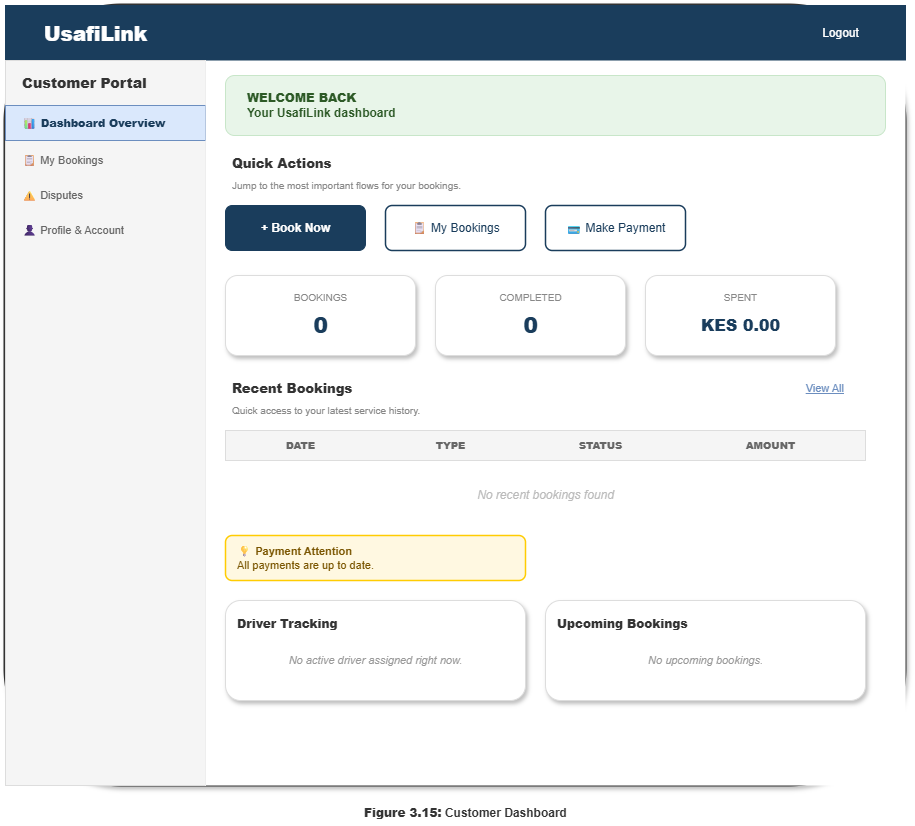 UsafiLink
Logout
Customer Portal
Dashboard Overview
My Bookings
Disputes
Profile & Account
WELCOME BACK
Your UsafiLink dashboard
Quick Actions
Jump to the most important flows for your bookings.
+ Book Now
My Bookings
Make Payment
BOOKINGS
0
COMPLETED
0
SPENT
KES 0.00
Recent Bookings
View All
Quick access to your latest service history.
DATE TYPE STATUS AMOUNT
No recent bookings found
Payment Attention
All payments are up to date.
Driver Tracking
No active driver assigned right now.
Upcoming Bookings
No upcoming bookings.
Figure 3.15: Customer Dashboard